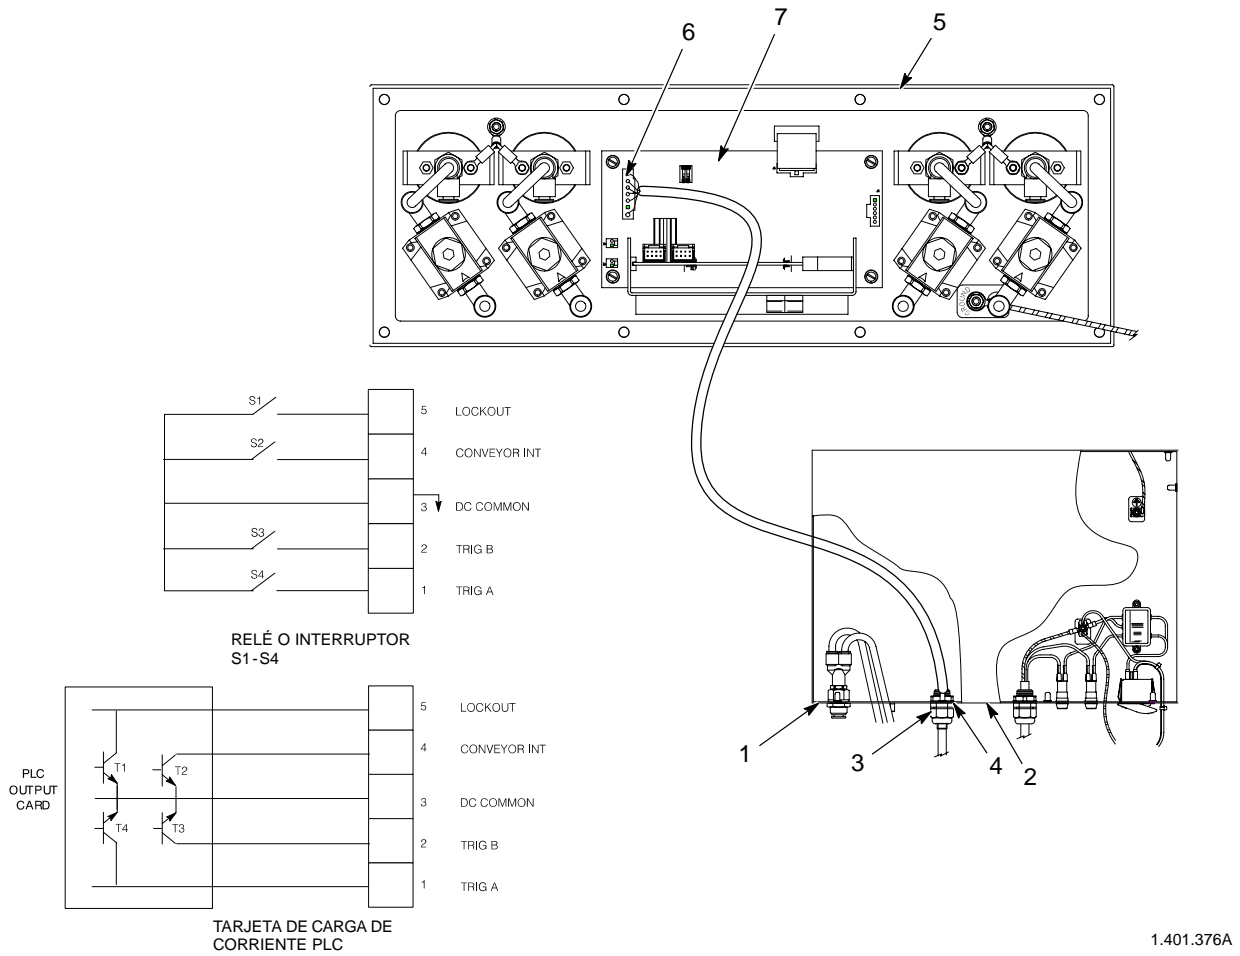 7
5
6
GROUND
S1
5 LOCKOUT
S2
4 CONVEYOR INT
3 DC COMMON
S3
2 TRIG B
S4
1 TRIG A
RELÉ O INTERRUPTOR
S1-S4
5 LOCKOUT
4 CONVEYOR INT
T1
T2
PLC
OUTPUT
CARD
3 DC COMMON
T4
T3
2 TRIG B
1 TRIG A
TARJETA DE CARGA DE
CORRIENTE PLC
1
3
4
2
1.401.376A